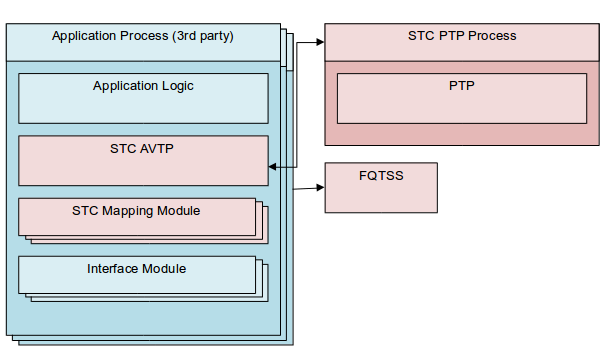 Application Process (3rd party)
Application Logic
STC AVTP
STC Mapping Module
Interface Module
STC PTP Process
PTP
FQTSS